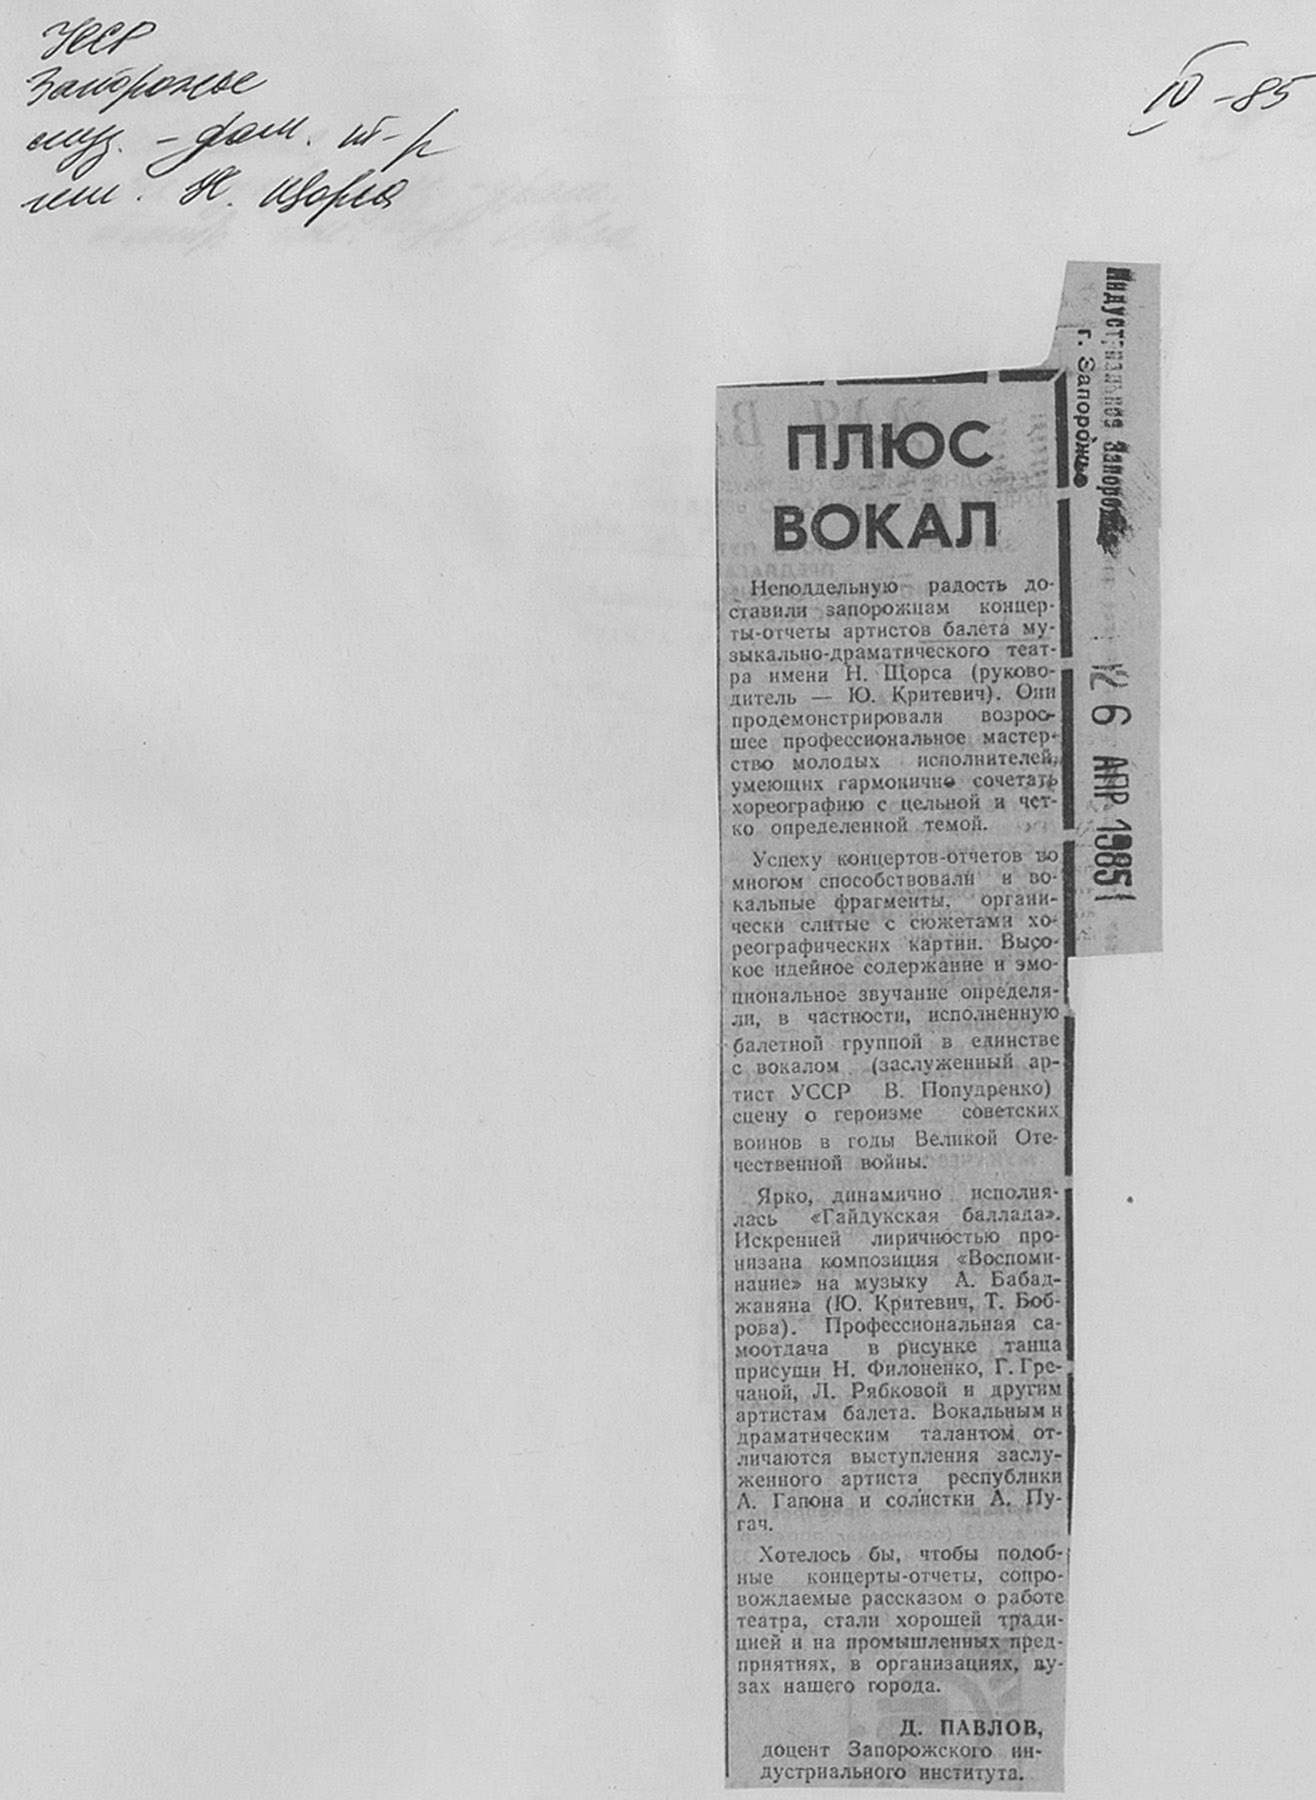 УССР
Запорожье
муз. - драм. т-р
им. Н. Щорса
IV - 85
Индустриальное Запорожье
г. Запорожье
26 АПР 1985
ПЛЮС
ВОКАЛ
Неподдельную радость до-
ставили запорожцам концер-
ты-отчеты артистов балета му-
зыкально-драматического теат-
ра имени Н. Щорса (руково-
дитель — Ю. Критевич). Они
продемонстрировали возрос-
шее профессиональное мастер-
ство молодых исполнителей,
умеющих гармонично сочетать
хореографию с цельной и чет-
ко определенной темой.
Успеху концертов-отчетов во
многом способствовали и во-
кальные фрагменты, органи-
чески слитые с сюжетами хо-
реографических картин. Высо-
кое идейное содержание и эмо-
циональное звучание определя-
ли, в частности, исполненную
балетной группой в единстве
с вокалом (заслуженный ар-
тист УССР В. Попудренко)
сцену о героизме советских
воинов в годы Великой Оте-
чественной войны.
Ярко, динамично исполня-
лась «Гайдукская баллада».
Искренней лиричностью про-
низана композиция «Воспоми-
нание» на музыку А. Бабад-
жаняна (Ю. Критевич, Т. Боб-
рова). Профессиональная са-
моотдача в рисунке танца
присущи Н. Филоненко, Г. Гре-
чаной, Л. Рябковой и другим
артистам балета. Вокальным и
драматическим талантом от-
личаются выступления заслу-
женного артиста республики
А. Гапона и солистки А. Пу-
гач.
Хотелось бы, чтобы подоб-
ные концерты-отчеты, сопро-
вождаемые рассказом о работе
театра, стали хорошей тради-
цией и на промышленных пред-
приятиях, в организациях, ву-
зах нашего города.
Д. ПАВЛОВ,
доцент Запорожского ин-
дустриального института.